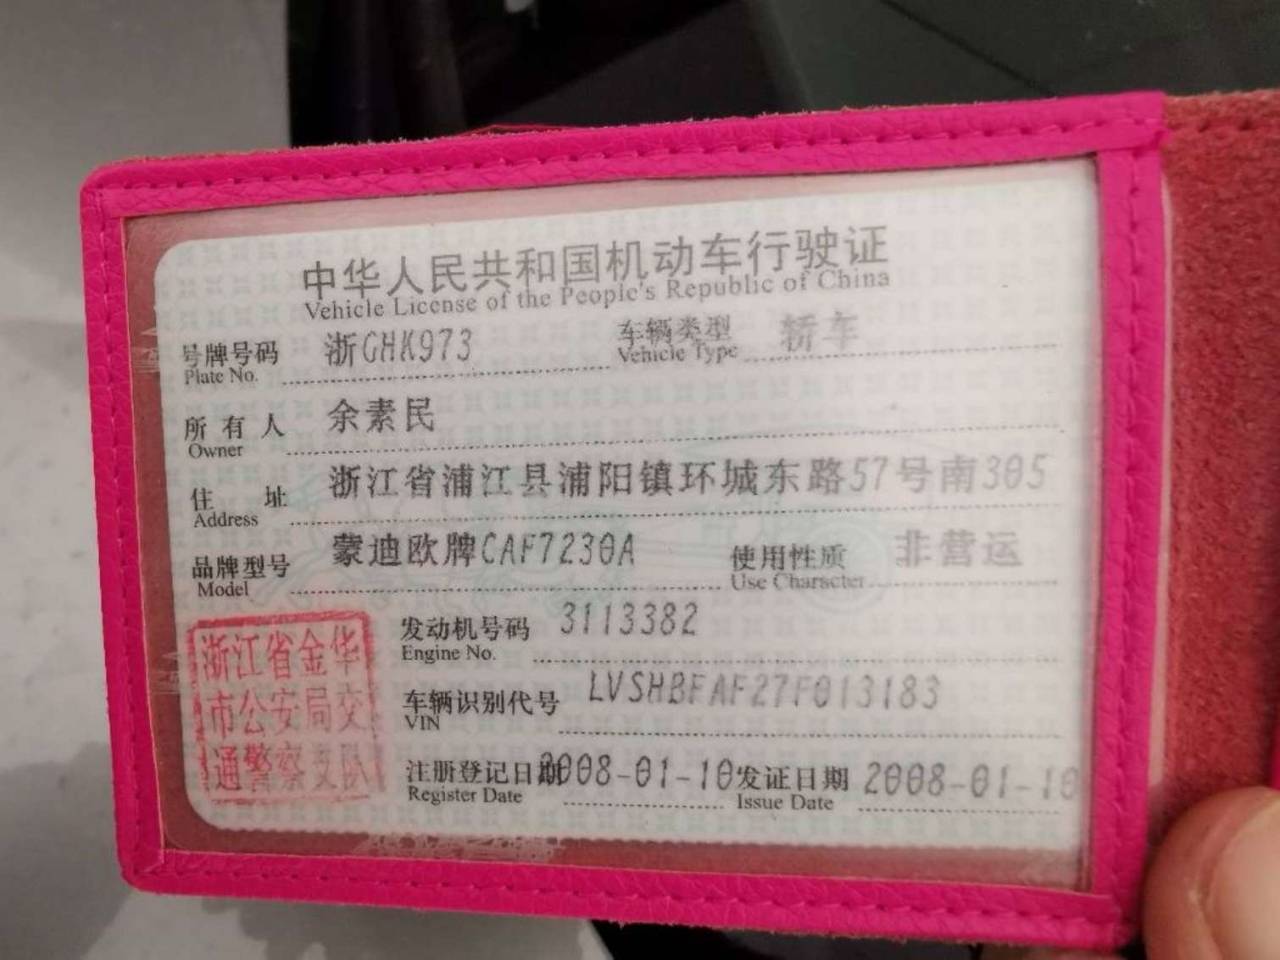 中华人民共和国机动车行驶证
Vehicle License of the People's Republic of China
号牌号码 浙GHK973 车辆类型 轿车
Plate No. Vehicle Type
所有人 余素民
Owner
住址 浙江省浦江县浦阳镇环城东路57号南305
Address
品牌型号 蒙迪欧牌CAF7230A 使用性质 非营运
Model Use Character
发动机号码 3113382
Engine No.
车辆识别代号 LVSHBFAF27F013183
VIN
注册登记日期 2008-01-10 发证日期 2008-01-10
Register Date Issue Date
浙江省金华
市公安局交
通警察支队